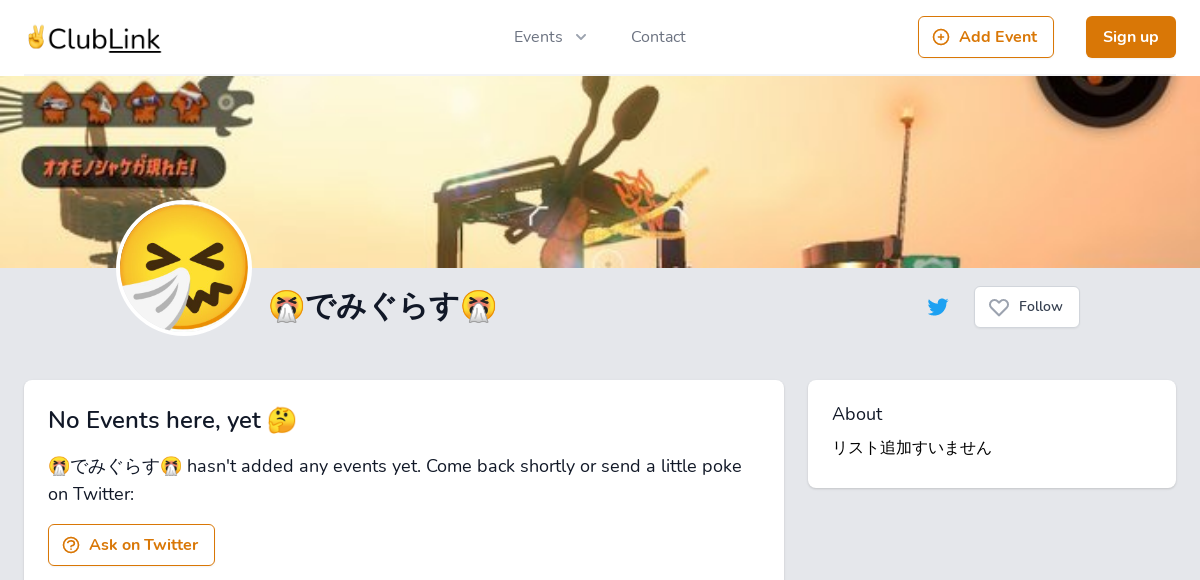 ✌️ClubLink
Events
Contact
Add Event
Sign up
オオモノシャケが現れた!
🤧でみぐらす🤧
Follow
No Events here, yet 🤔
🤧でみぐらす🤧 hasn't added any events yet. Come back shortly or send a little poke
on Twitter:
Ask on Twitter
About
リスト追加すいません